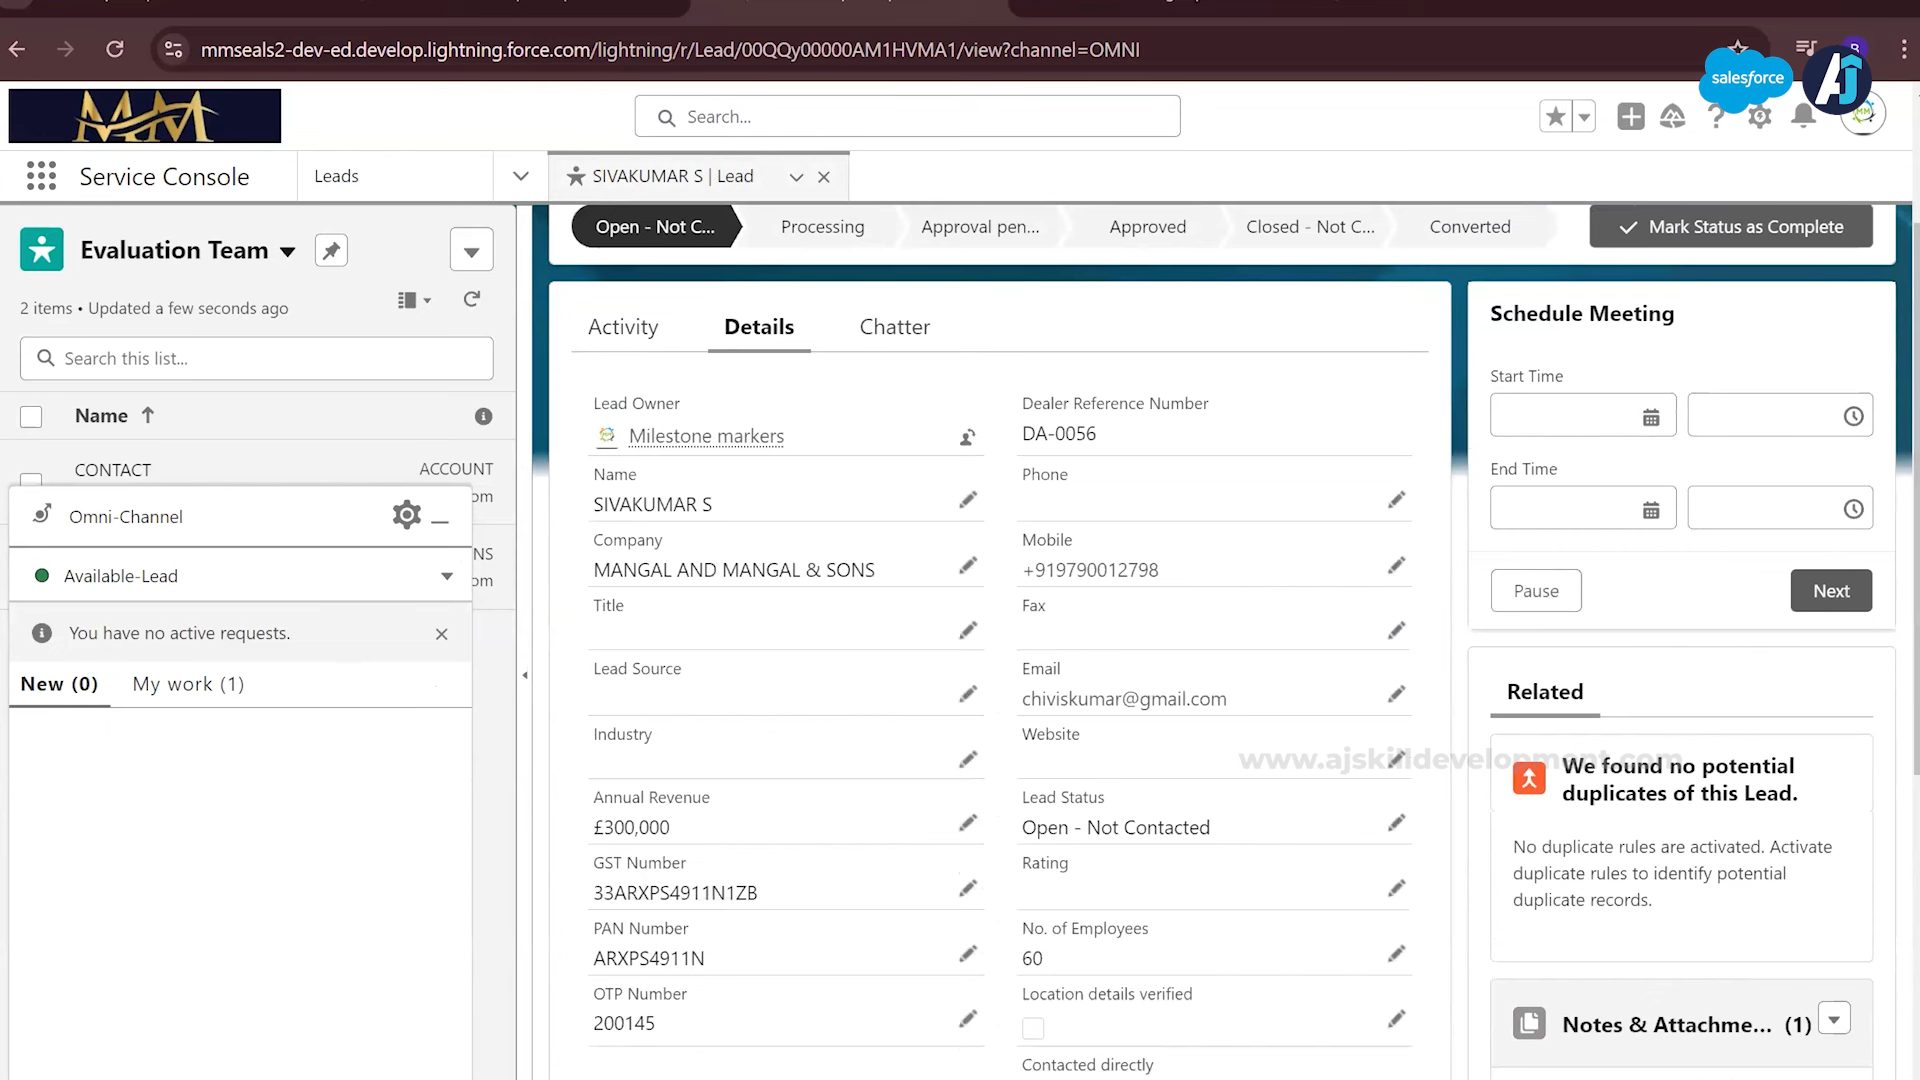 mmseals2-dev-ed.develop.lightning.force.com/lightning/r/Lead/00QQy00000AM1HVMA1/view?channel=OMNI
salesforce
AJ
MM
Search...
Service Console
Leads
SIVAKUMAR S | Lead
Evaluation Team
2 items • Updated a few seconds ago
Search this list...
Name
CONTACT
ACCOUNT
om
NS
om
Omni-Channel
Available-Lead
You have no active requests.
New (0)
My work (1)
Open - Not C...
Processing
Approval pen...
Approved
Closed - Not C...
Converted
Mark Status as Complete
Activity
Details
Chatter
Lead Owner
Milestone markers
Dealer Reference Number
DA-0056
Name
SIVAKUMAR S
Phone
Company
MANGAL AND MANGAL & SONS
Mobile
+919790012798
Title
Fax
Lead Source
Email
chiviskumar@gmail.com
Industry
Website
Annual Revenue
£300,000
Lead Status
Open - Not Contacted
GST Number
33ARXPS4911N1ZB
Rating
PAN Number
ARXPS4911N
No. of Employees
60
OTP Number
200145
Location details verified
Contacted directly
Schedule Meeting
Start Time
End Time
Pause
Next
Related
www.ajskilldevelopment.com
We found no potential
duplicates of this Lead.
No duplicate rules are activated. Activate
duplicate rules to identify potential
duplicate records.
Notes & Attachme... (1)